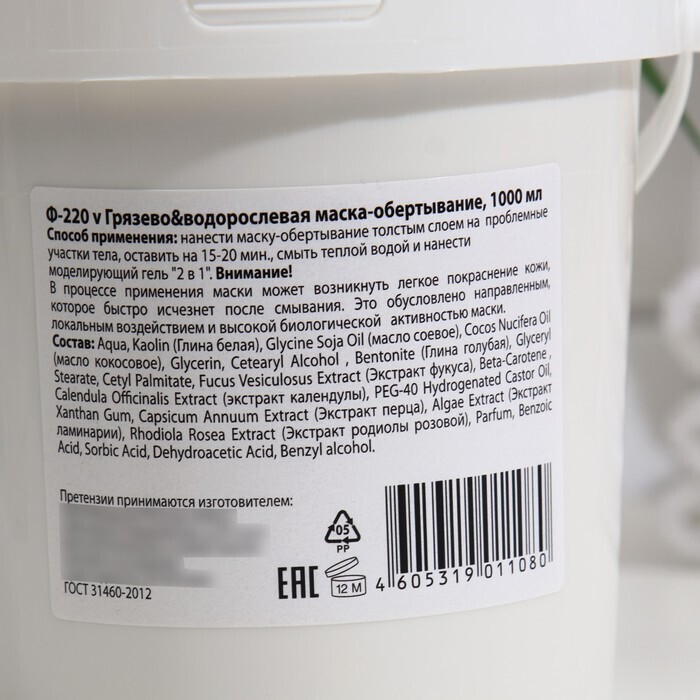 Ф-220 v Грязево&водорослевая маска-обертывание, 1000 мл
Способ применения: нанести маску-обертывание толстым слоем на проблемные
участки тела, оставить на 15-20 мин., смыть теплой водой и нанести
моделирующий гель "2 в 1". Внимание!
В процессе применения маски может возникнуть легкое покраснение кожи,
которое быстро исчезнет после смывания. Это обусловлено направленным,
локальным воздействием и высокой биологической активностью маски.
Состав: Aqua, Kaolin (Глина белая), Glycine Soja Oil (масло соевое), Cocos Nucifera Oil
(масло кокосовое), Glycerin, Cetearyl Alcohol , Bentonite (Глина голубая), Glyceryl
Stearate, Cetyl Palmitate, Fucus Vesiculosus Extract (Экстракт фукуса), Beta-Carotene ,
Calendula Officinalis Extract (экстракт календулы), PEG-40 Hydrogenated Castor Oil,
Xanthan Gum, Capsicum Annuum Extract (Экстракт перца), Algae Extract (Экстракт
ламинарии), Rhodiola Rosea Extract (Экстракт родиолы розовой), Parfum, Benzoic
Acid, Sorbic Acid, Dehydroacetic Acid, Benzyl alcohol.
Претензии принимаются изготовителем:
05
PP
ГОСТ 31460-2012
EAC
12 М
4 605319 011080